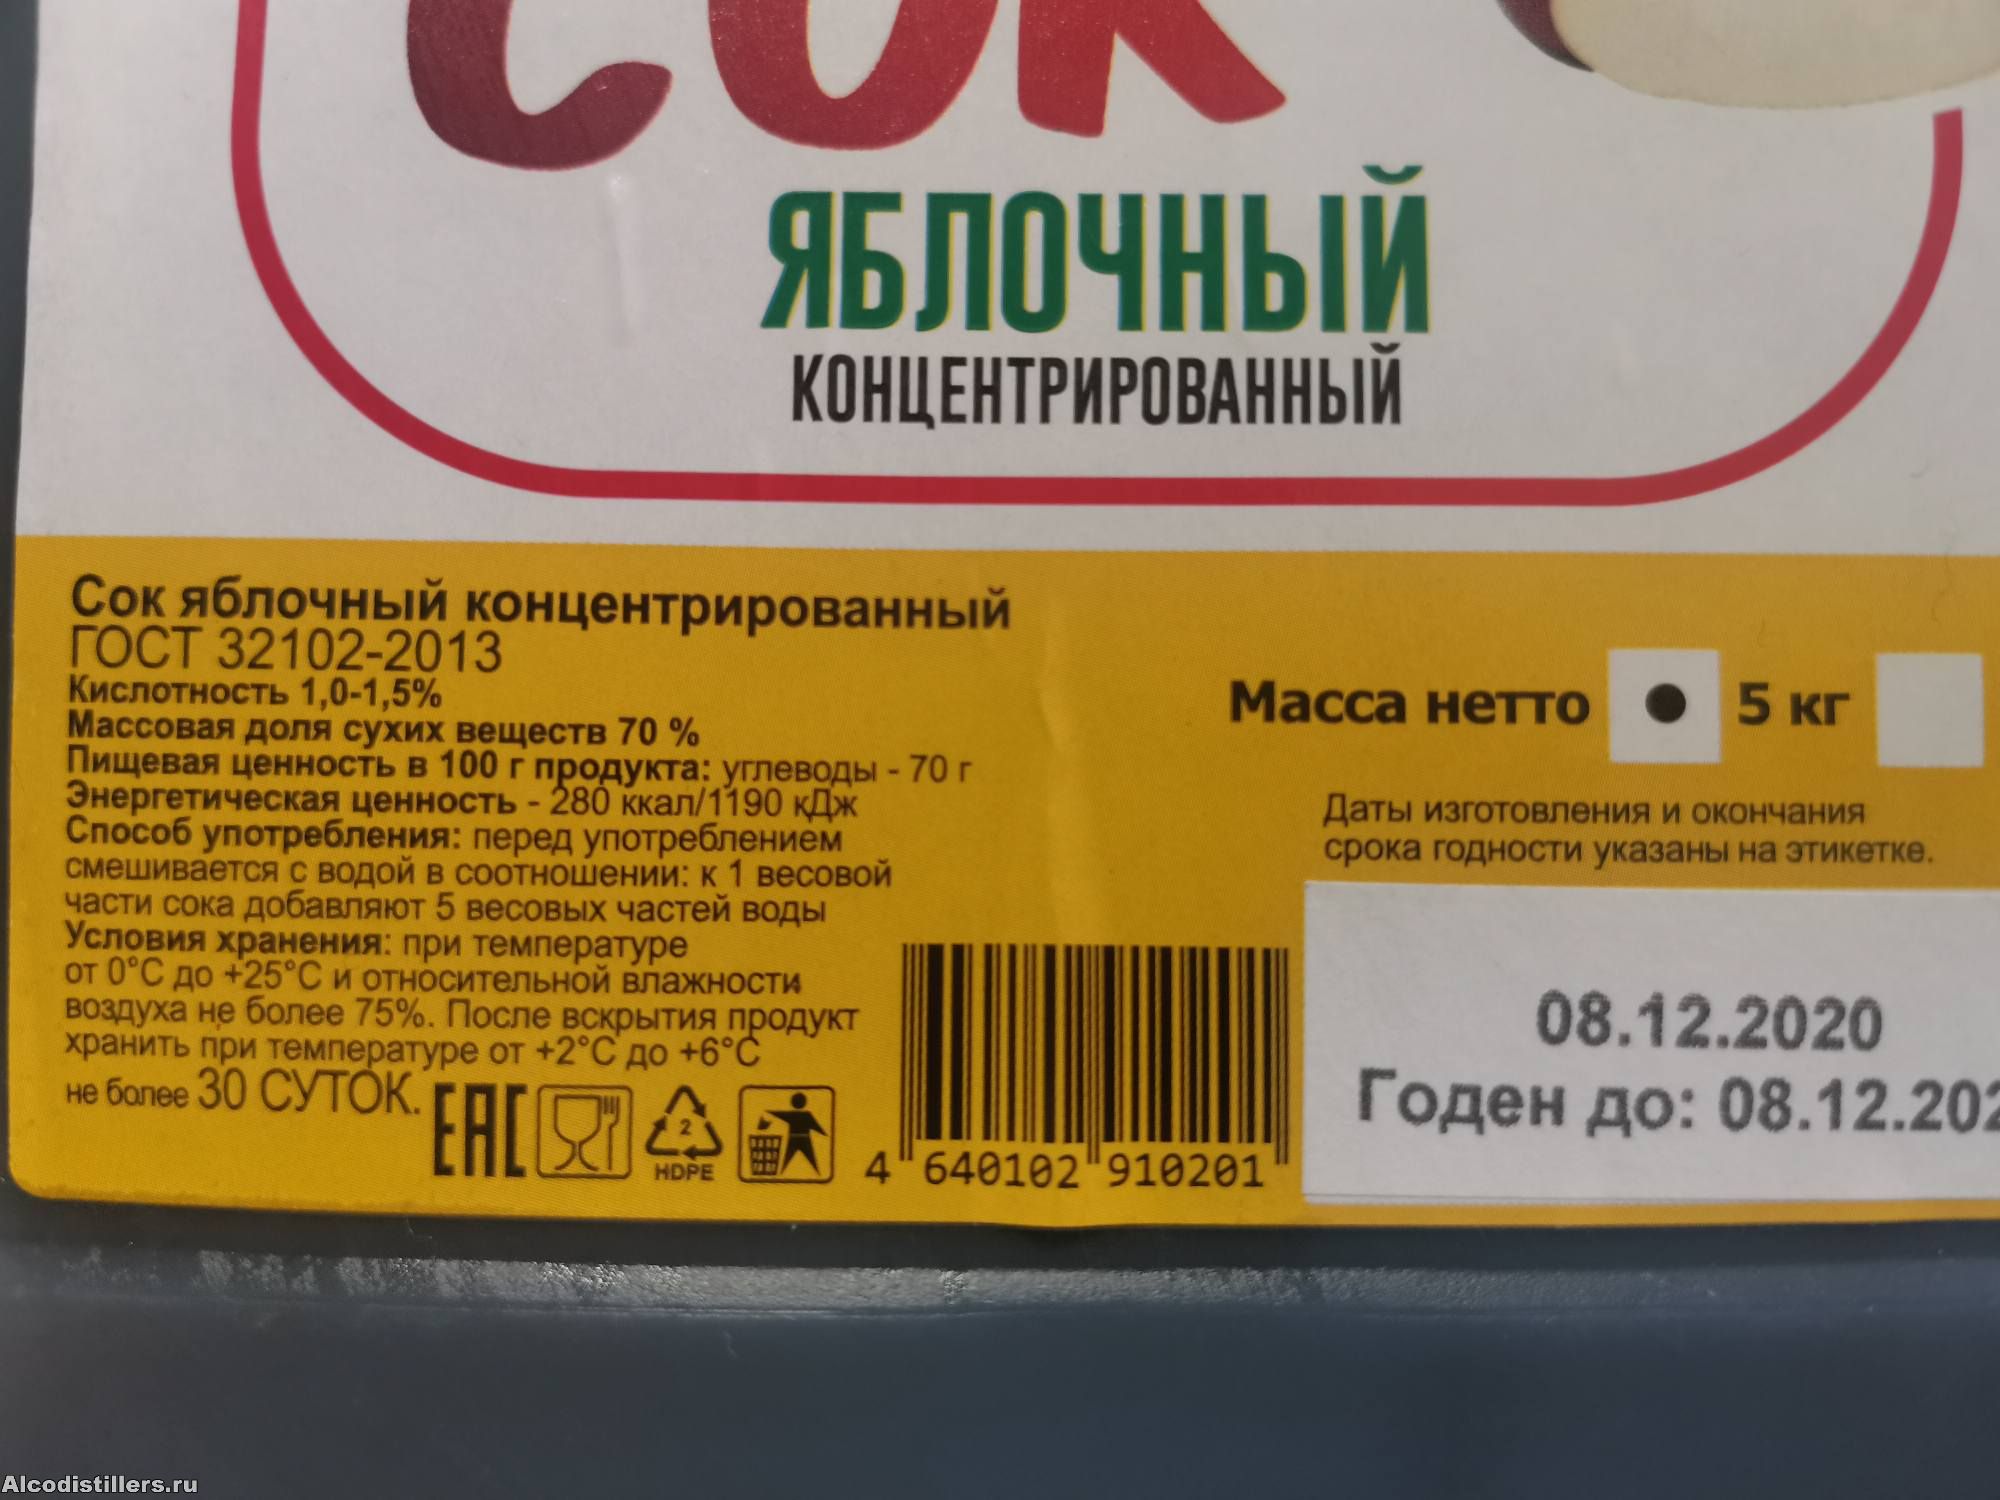 СОК
ЯБЛОЧНЫЙ
КОНЦЕНТРИРОВАННЫЙ
Сок яблочный концентрированный
ГОСТ 32102-2013
Кислотность 1,0-1,5%
Массовая доля сухих веществ 70 %
Пищевая ценность в 100 г продукта: углеводы - 70 г
Энергетическая ценность - 280 ккал/1190 кДж
Способ употребления: перед употреблением
смешивается с водой в соотношении: к 1 весовой
части сока добавляют 5 весовых частей воды
Условия хранения: при температуре
от 0°С до +25°С и относительной влажности
воздуха не более 75%. После вскрытия продукт
хранить при температуре от +2°С до +6°С
не более 30 СУТОК.
EAC
2
HDPE
4 640102 910201
Масса нетто 5 кг
Даты изготовления и окончания
срока годности указаны на этикетке.
08.12.2020
Годен до: 08.12.202
Alcodistillers.ru